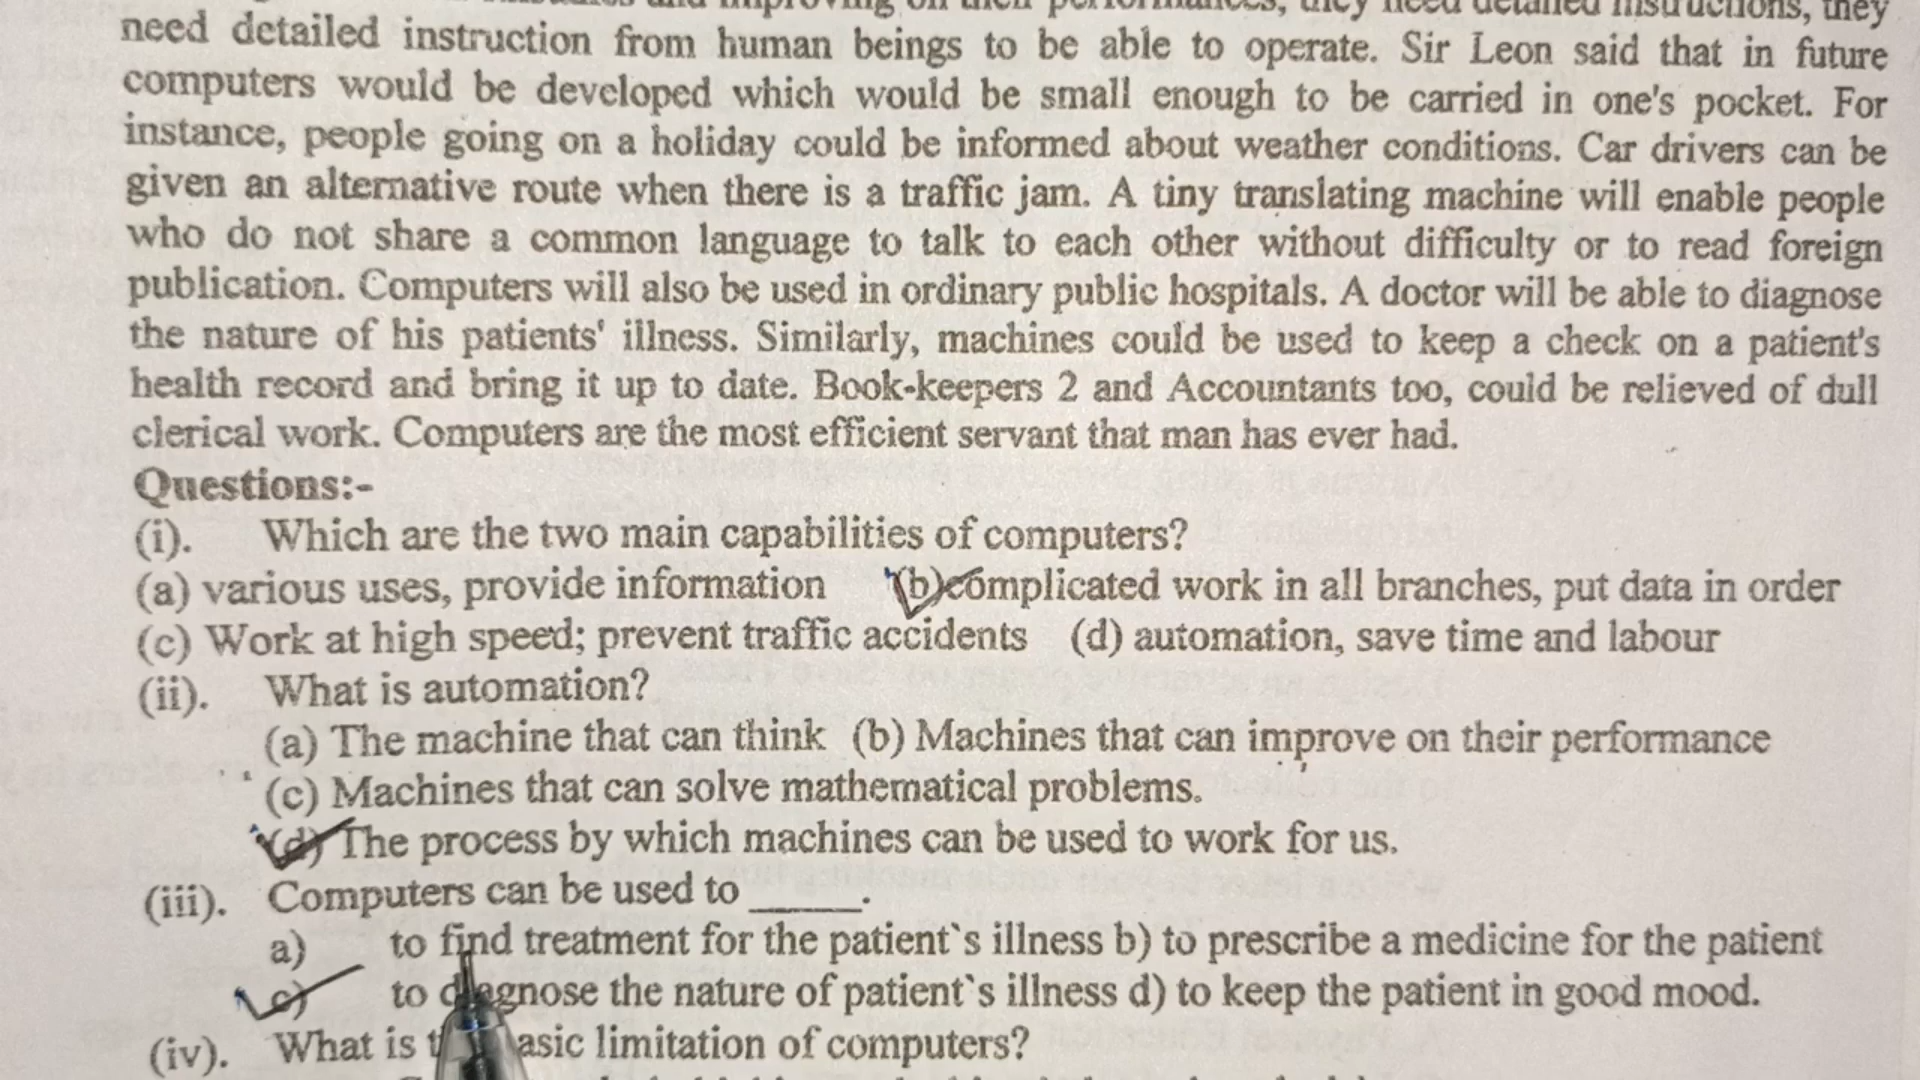 and improving on their performances, they need detailed instructions, they
need detailed instruction from human beings to be able to operate. Sir Leon said that in future
computers would be developed which would be small enough to be carried in one's pocket. For
instance, people going on a holiday could be informed about weather conditions. Car drivers can be
given an alternative route when there is a traffic jam. A tiny translating machine will enable people
who do not share a common language to talk to each other without difficulty or to read foreign
publication. Computers will also be used in ordinary public hospitals. A doctor will be able to diagnose
the nature of his patients' illness. Similarly, machines could be used to keep a check on a patient's
health record and bring it up to date. Book-keepers 2 and Accountants too, could be relieved of dull
clerical work. Computers are the most efficient servant that man has ever had.
Questions:-
(i). Which are the two main capabilities of computers?
(a) various uses, provide information (b)complicated work in all branches, put data in order
(c) Work at high speed; prevent traffic accidents (d) automation, save time and labour
(ii). What is automation?
(a) The machine that can think (b) Machines that can improve on their performance
(c) Machines that can solve mathematical problems.
(d) The process by which machines can be used to work for us.
(iii). Computers can be used to ______.
a) to find treatment for the patient`s illness b) to prescribe a medicine for the patient
c) to diagnose the nature of patient`s illness d) to keep the patient in good mood.
(iv). What is limitation of computers?